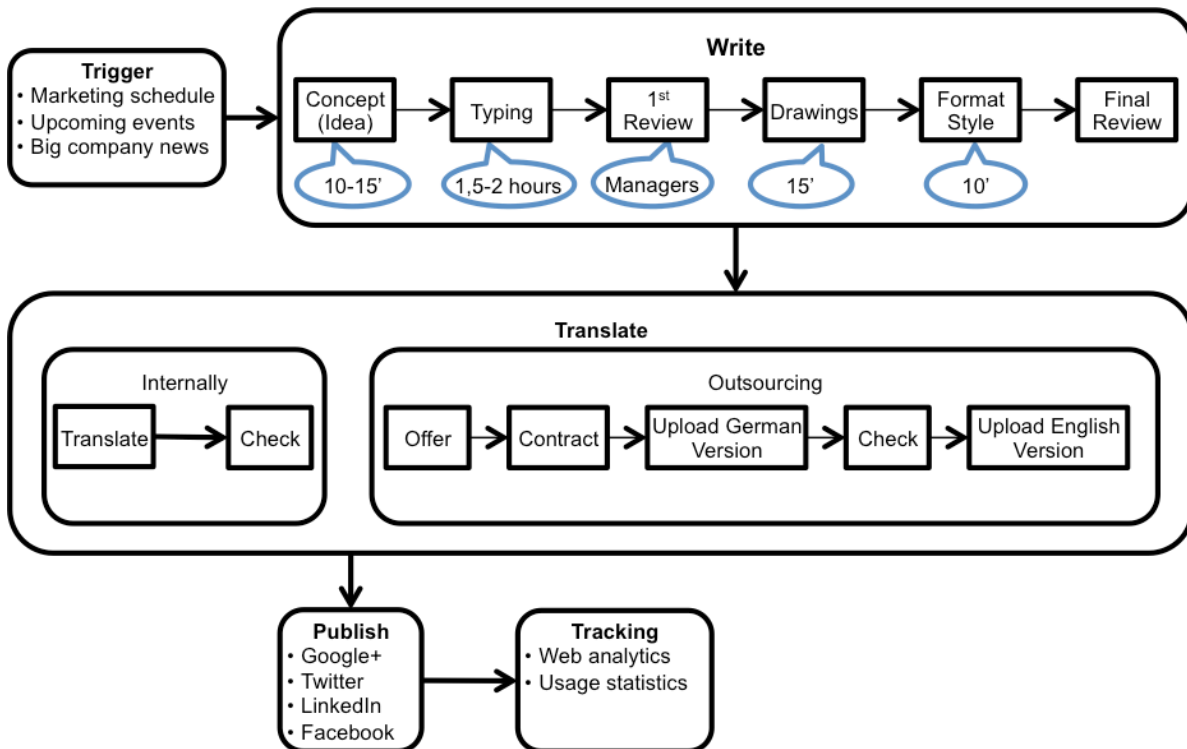 Trigger
• Marketing schedule
• Upcoming events
• Big company news
Write
Concept
(Idea)
Typing
1st
Review
Drawings
Format
Style
Final
Review
10-15’
1,5-2 hours
Managers
15’
10’
Translate
Internally
Translate
Check
Outsourcing
Offer
Contract
Upload German
Version
Check
Upload English
Version
Publish
• Google+
• Twitter
• LinkedIn
• Facebook
Tracking
• Web analytics
• Usage statistics